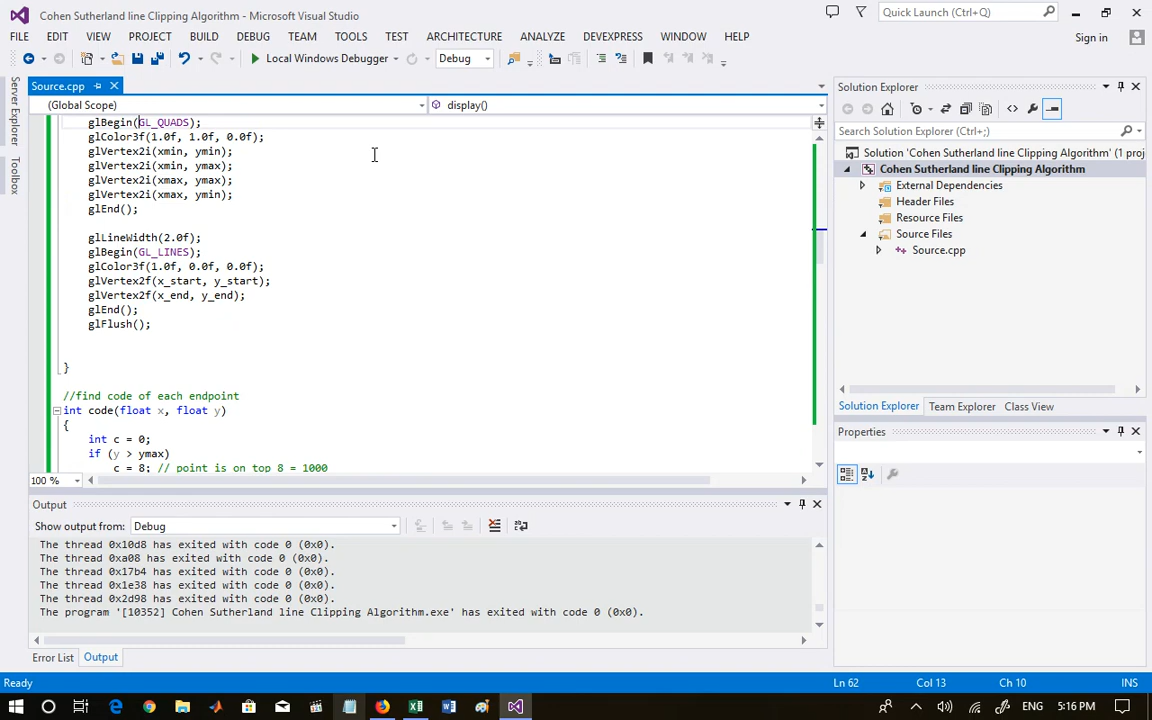 Cohen Sutherland line Clipping Algorithm - Microsoft Visual Studio
Quick Launch (Ctrl+;)
FILE EDIT VIEW PROJECT BUILD DEBUG TEAM TOOLS TEST ARCHITECTURE ANALYZE DEVEXPRESS WINDOW HELP
Sign in
Local Windows Debugger
Debug
Source.cpp
(Global Scope)
display()
Server Explorer
Toolbox
glBegin(GL_QUADS);
glColor3f(1.0f, 1.0f, 0.0f);
glVertex2i(xmin, ymin);
glVertex2i(xmin, ymax);
glVertex2i(xmax, ymax);
glVertex2i(xmax, ymin);
glEnd();
glLineWidth(2.0f);
glBegin(GL_LINES);
glColor3f(1.0f, 0.0f, 0.0f);
glVertex2f(x_start, y_start);
glVertex2f(x_end, y_end);
glEnd();
glFlush();
}
//find code of each endpoint
int code(float x, float y)
{
int c = 0;
if (y > ymax)
c = 8; // point is on top 8 = 1000
100 %
Solution Explorer
Search Solution Explorer (Ctrl+;)
Solution 'Cohen Sutherland line Clipping Algorithm' (1 proj
Cohen Sutherland line Clipping Algorithm
External Dependencies
Header Files
Resource Files
Source Files
Source.cpp
Solution Explorer Team Explorer Class View
Properties
Output
Show output from: Debug
The thread 0x10d8 has exited with code 0 (0x0).
The thread 0xa08 has exited with code 0 (0x0).
The thread 0x17b4 has exited with code 0 (0x0).
The thread 0x1e38 has exited with code 0 (0x0).
The thread 0x2d98 has exited with code 0 (0x0).
The program '[10352] Cohen Sutherland line Clipping Algorithm.exe' has exited with code 0 (0x0).
Error List Output
Ready
Ln 62 Col 13 Ch 10 INS
ENG 5:16 PM